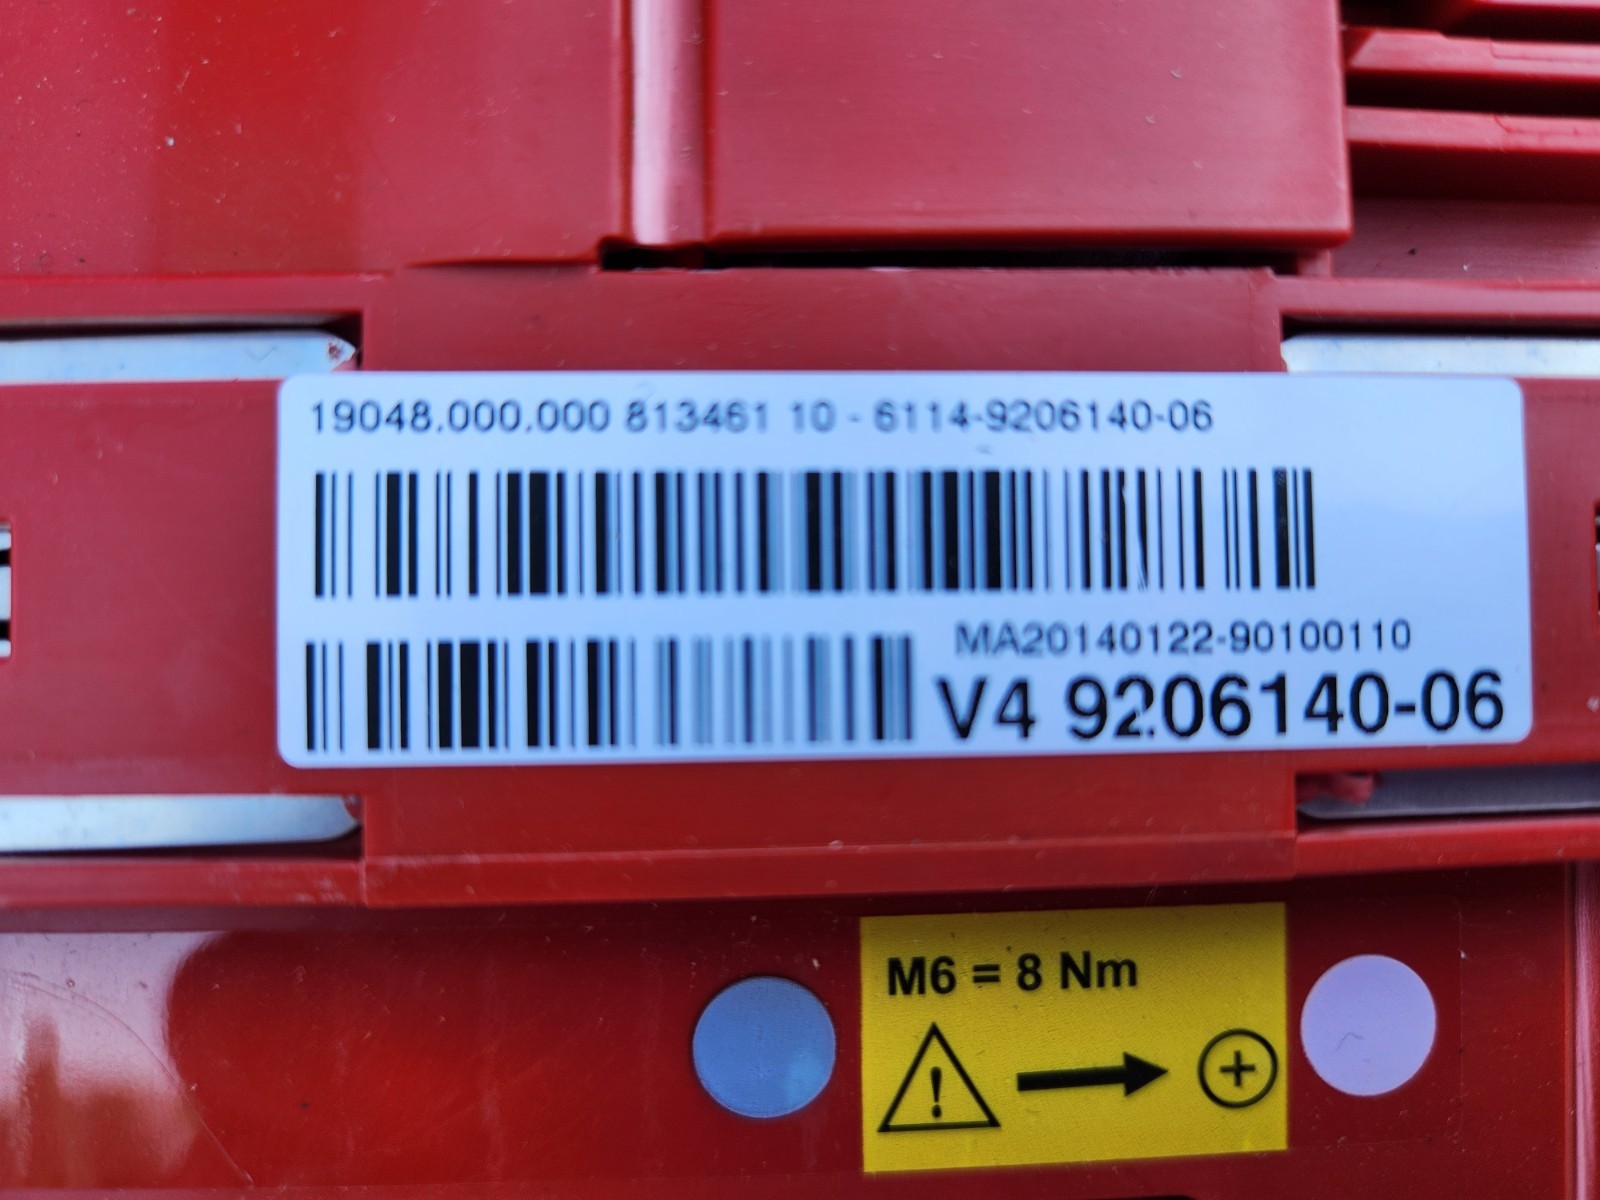 19048.000.000 813461 10 - 6114-9206140-06
MA20140122-90100110
V4 9206140-06
M6 = 8 Nm